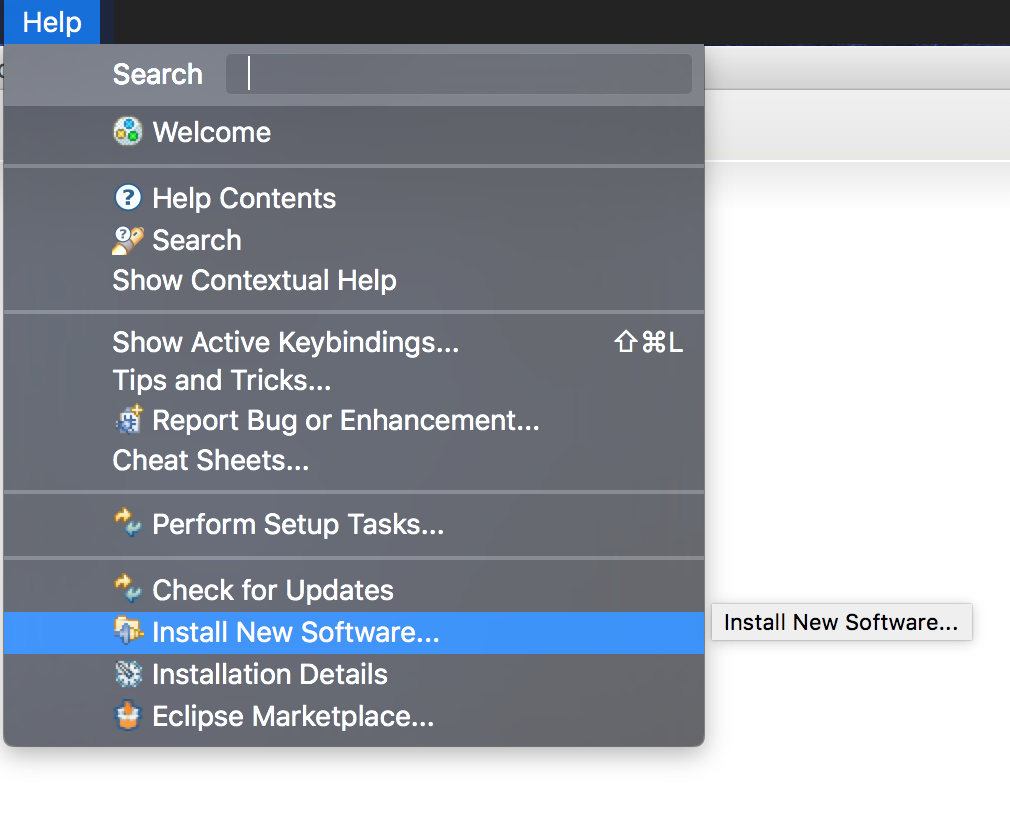 Help
Search
Welcome
Help Contents
Search
Show Contextual Help
Show Active Keybindings... ⇧⌘L
Tips and Tricks...
Report Bug or Enhancement...
Cheat Sheets...
Perform Setup Tasks...
Check for Updates
Install New Software...
Install New Software...
Installation Details
Eclipse Marketplace...